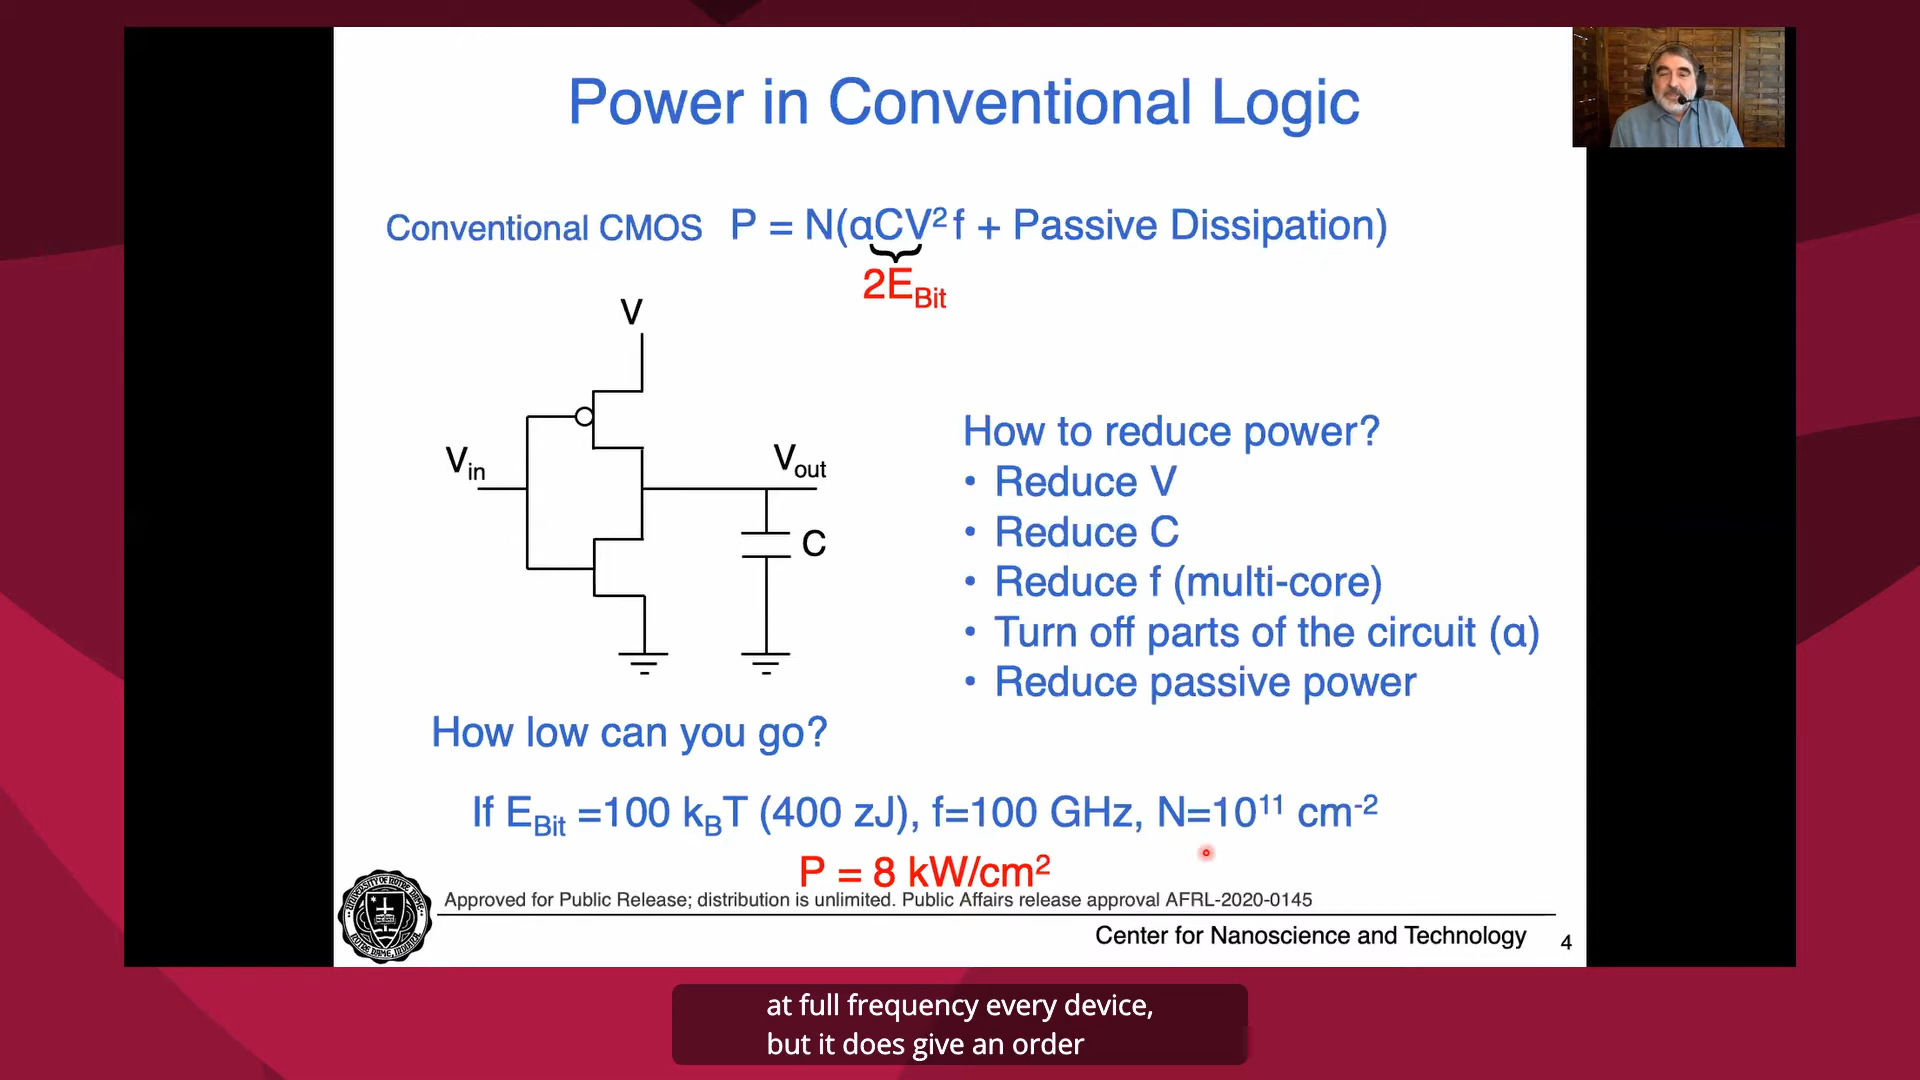 Power in Conventional Logic
Conventional CMOS P = N(αCV²f + Passive Dissipation)
2E_Bit
V
V_in
V_out
C
How to reduce power?
• Reduce V
• Reduce C
• Reduce f (multi-core)
• Turn off parts of the circuit (α)
• Reduce passive power
How low can you go?
If E_Bit =100 k_BT (400 zJ), f=100 GHz, N=10¹¹ cm⁻²
P = 8 kW/cm²
Approved for Public Release; distribution is unlimited. Public Affairs release approval AFRL-2020-0145
Center for Nanoscience and Technology 4
at full frequency every device,
but it does give an order